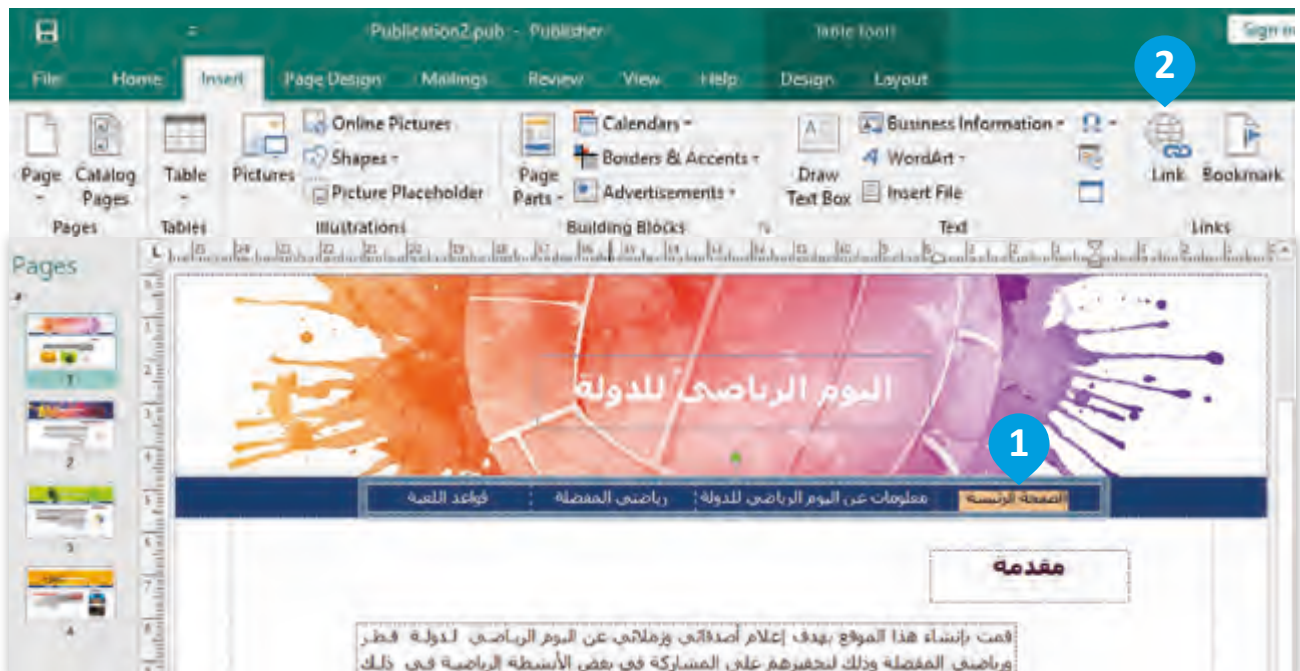 Publication2.pub - Publisher
Table Tools
Sign in
File Home Insert Page Design Mailings Review View Help Design Layout
2
Page
Catalog Pages
Pages
Table
Tables
Pictures
Online Pictures
Shapes
Picture Placeholder
Illustrations
Page Parts
Calendars
Borders & Accents
Advertisements
Building Blocks
Draw Text Box
Business Information
WordArt
Insert File
Text
Link
Bookmark
Links
Pages
1
2
3
4
اليوم الرياضي للدولة
1
الصفحة الرئيسة معلومات عن اليوم الرياضي للدولة رياضتي المفضلة قواعد اللعبة
مقدمة
قمت بإنشاء هذا الموقع بهدف إعلام أصدقائي وزملائي عن اليوم الرياضي لدولة قطر
ورياضتي المفضلة وذلك لتحفيزهم على المشاركة في بعض الأنشطة الرياضية في ذلك